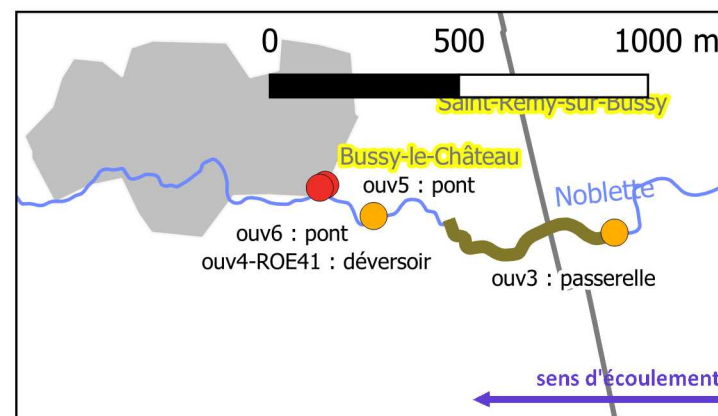 0 500 1000 m
Saint-Remy-sur-Bussy
Bussy-le-Château
ouv5 : pont
Noblette
ouv6 : pont
ouv4-ROE41 : déversoir
ouv3 : passerelle
sens d'écoulement